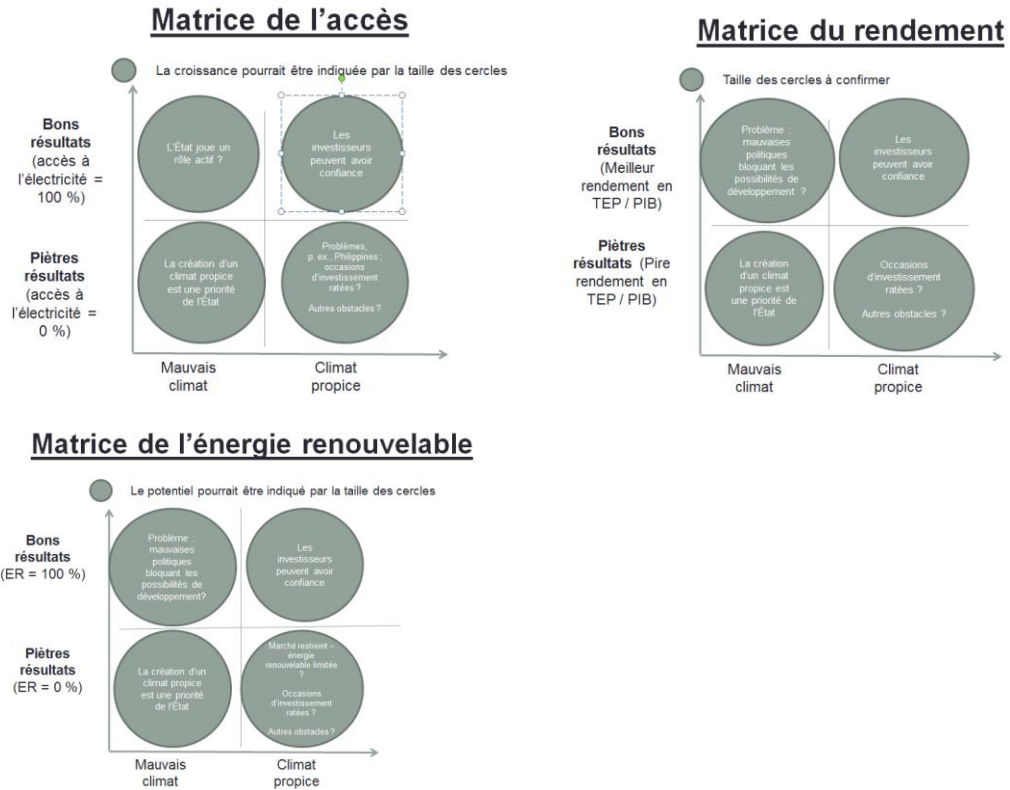 Matrice de l'accès
La croissance pourrait être indiquée par la taille des cercles
Bons
résultats
(accès à
l'électricité =
100 %)
L'État joue un
rôle actif ?
Les
investisseurs
peuvent avoir
confiance
Piètres
résultats
(accès à
l'électricité =
0 %)
La création d'un
climat propice
est une priorité
de l'État
Problèmes,
p. ex., Philippines ;
occasions
d'investissement
ratées ?
Autres obstacles ?
Mauvais
climat
Climat
propice
Matrice du rendement
Taille des cercles à confirmer
Bons
résultats
(Meilleur
rendement en
TEP / PIB)
Problème :
mauvaises
politiques
bloquant les
possibilités de
développement ?
Les
investisseurs
peuvent avoir
confiance
Piètres
résultats (Pire
rendement en
TEP / PIB)
La création
d'un climat
propice est
une priorité de
l'État
Occasions
d'investissement
ratées ?
Autres obstacles ?
Mauvais
climat
Climat
propice
Matrice de l'énergie renouvelable
Le potentiel pourrait être indiqué par la taille des cercles
Bons
résultats
(ER = 100 %)
Problème :
mauvaises
politiques
bloquant les
possibilités de
développement?
Les
investisseurs
peuvent avoir
confiance
Piètres
résultats
(ER = 0 %)
La création d'un
climat propice
est une priorité
de l'État
Marché restreint –
énergie
renouvelable limitée
?
Occasions
d'investissement
ratées ?
Autres obstacles ?
Mauvais
climat
Climat
propice